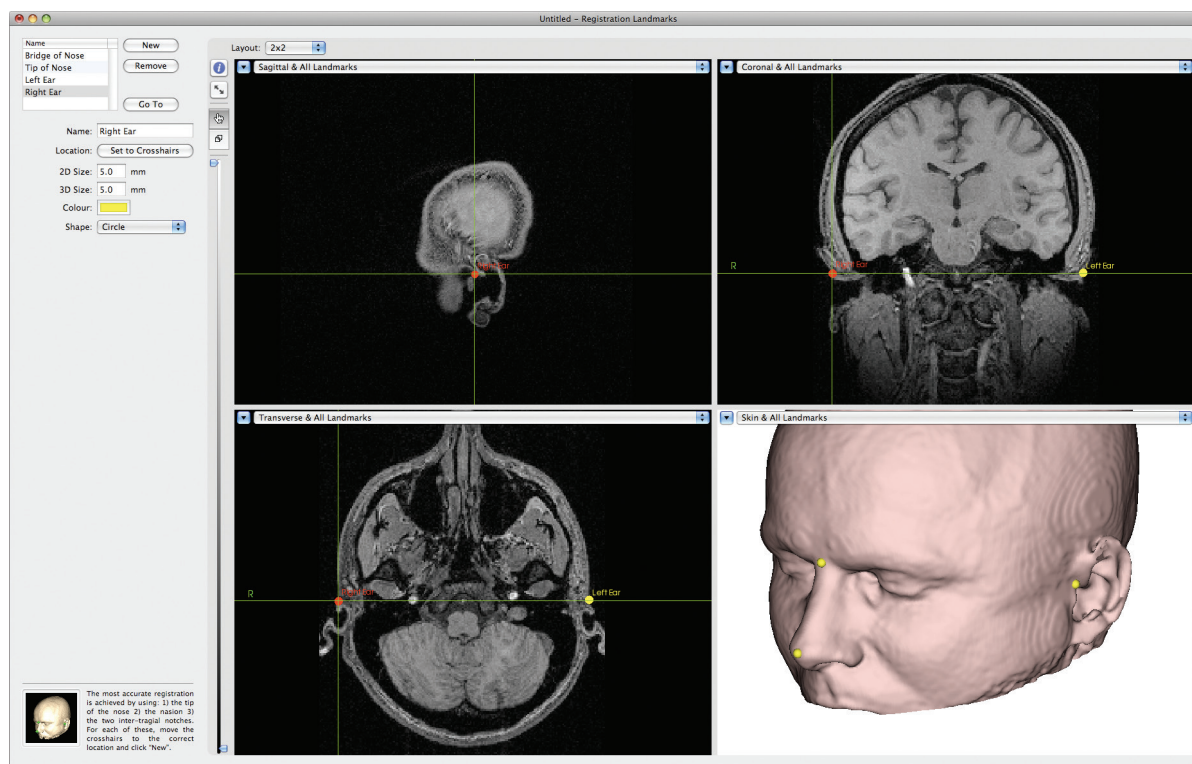 Untitled – Registration Landmarks
Name
Bridge of Nose
Tip of Nose
Left Ear
Right Ear
New
Remove
Go To
Name: Right Ear
Location: Set to Crosshairs
2D Size: 5.0 mm
3D Size: 5.0 mm
Colour:
Shape: Circle
The most accurate registration
is achieved by using: 1) the tip
of the nose 2) the nasion 3)
the two inter-tragial notches.
For each of these, move the
crosshairs to the correct
location and click "New".
Layout: 2x2
Sagittal & All Landmarks
Right Ear
Coronal & All Landmarks
R
Right Ear
Left Ear
Transverse & All Landmarks
R
Right Ear
Left Ear
Skin & All Landmarks